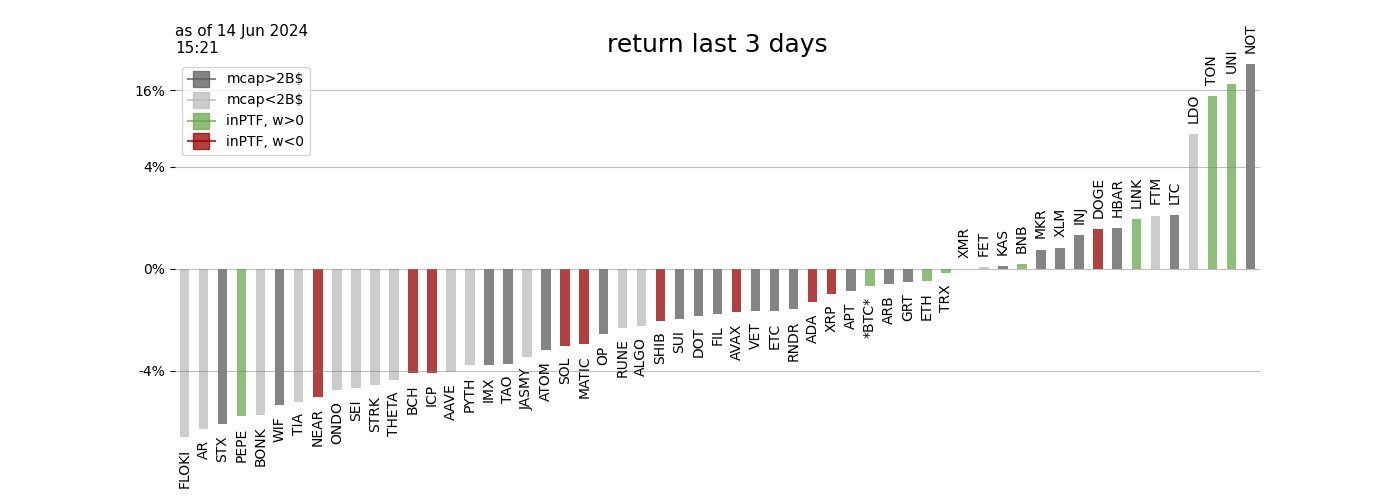 as of 14 Jun 2024
15:21
return last 3 days
mcap>2B$
mcap<2B$
inPTF, w>0
inPTF, w<0
16%
4%
0%
-4%
FLOKI
AR
STX
PEPE
BONK
WIF
TIA
NEAR
ONDO
SEI
STRK
THETA
BCH
ICP
AAVE
PYTH
IMX
TAO
JASMY
ATOM
SOL
MATIC
OP
RUNE
ALGO
SHIB
SUI
DOT
FIL
AVAX
VET
ETC
RNDR
ADA
XRP
APT
*BTC*
ARB
GRT
ETH
TRX
XMR
FET
KAS
BNB
MKR
XLM
INJ
DOGE
HBAR
LINK
FTM
LTC
LDO
TON
UNI
NOT